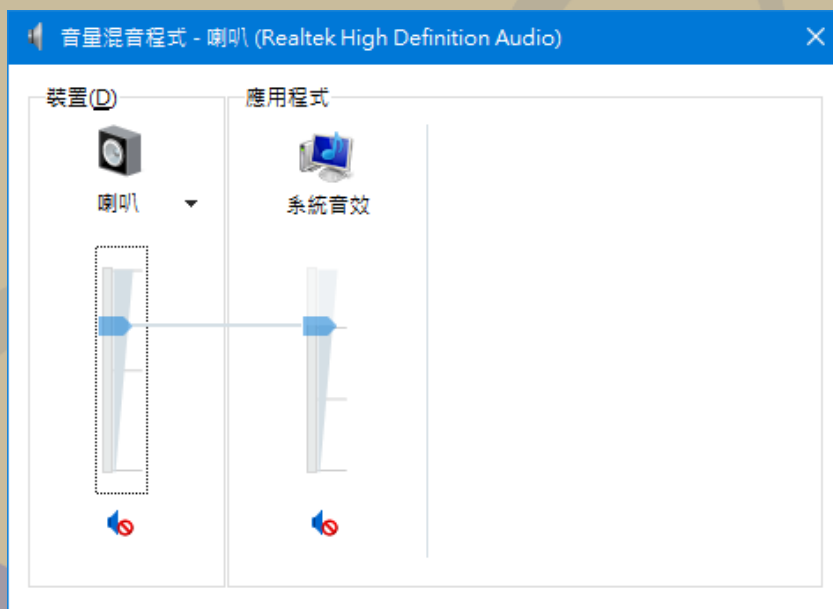 音量混音程式 - 喇叭 (Realtek High Definition Audio)
裝置(D)
應用程式
喇叭
系統音效